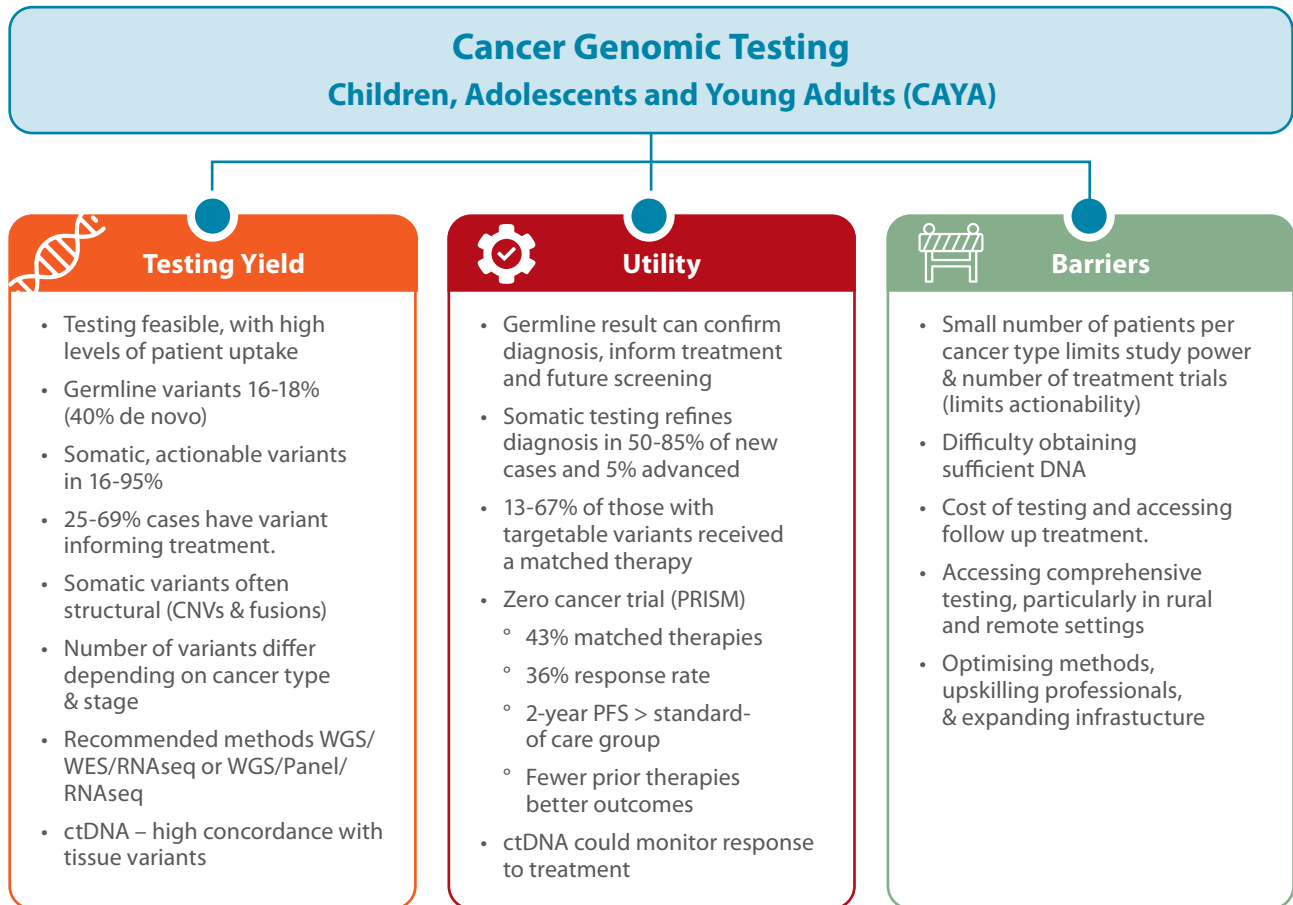 Cancer Genomic Testing
Children, Adolescents and Young Adults (CAYA)
Testing Yield
• Testing feasible, with high
levels of patient uptake
• Germline variants 16-18%
(40% de novo)
• Somatic, actionable variants
in 16-95%
• 25-69% cases have variant
informing treatment.
• Somatic variants often
structural (CNVs & fusions)
• Number of variants differ
depending on cancer type
& stage
• Recommended methods WGS/
WES/RNAseq or WGS/Panel/
RNAseq
• ctDNA – high concordance with
tissue variants
Utility
• Germline result can confirm
diagnosis, inform treatment
and future screening
• Somatic testing refines
diagnosis in 50-85% of new
cases and 5% advanced
• 13-67% of those with
targetable variants received
a matched therapy
• Zero cancer trial (PRISM)
° 43% matched therapies
° 36% response rate
° 2-year PFS > standard-
of care group
° Fewer prior therapies
better outcomes
• ctDNA could monitor response
to treatment
Barriers
• Small number of patients per
cancer type limits study power
& number of treatment trials
(limits actionability)
• Difficulty obtaining
sufficient DNA
• Cost of testing and accessing
follow up treatment.
• Accessing comprehensive
testing, particularly in rural
and remote settings
• Optimising methods,
upskilling professionals,
& expanding infrastucture